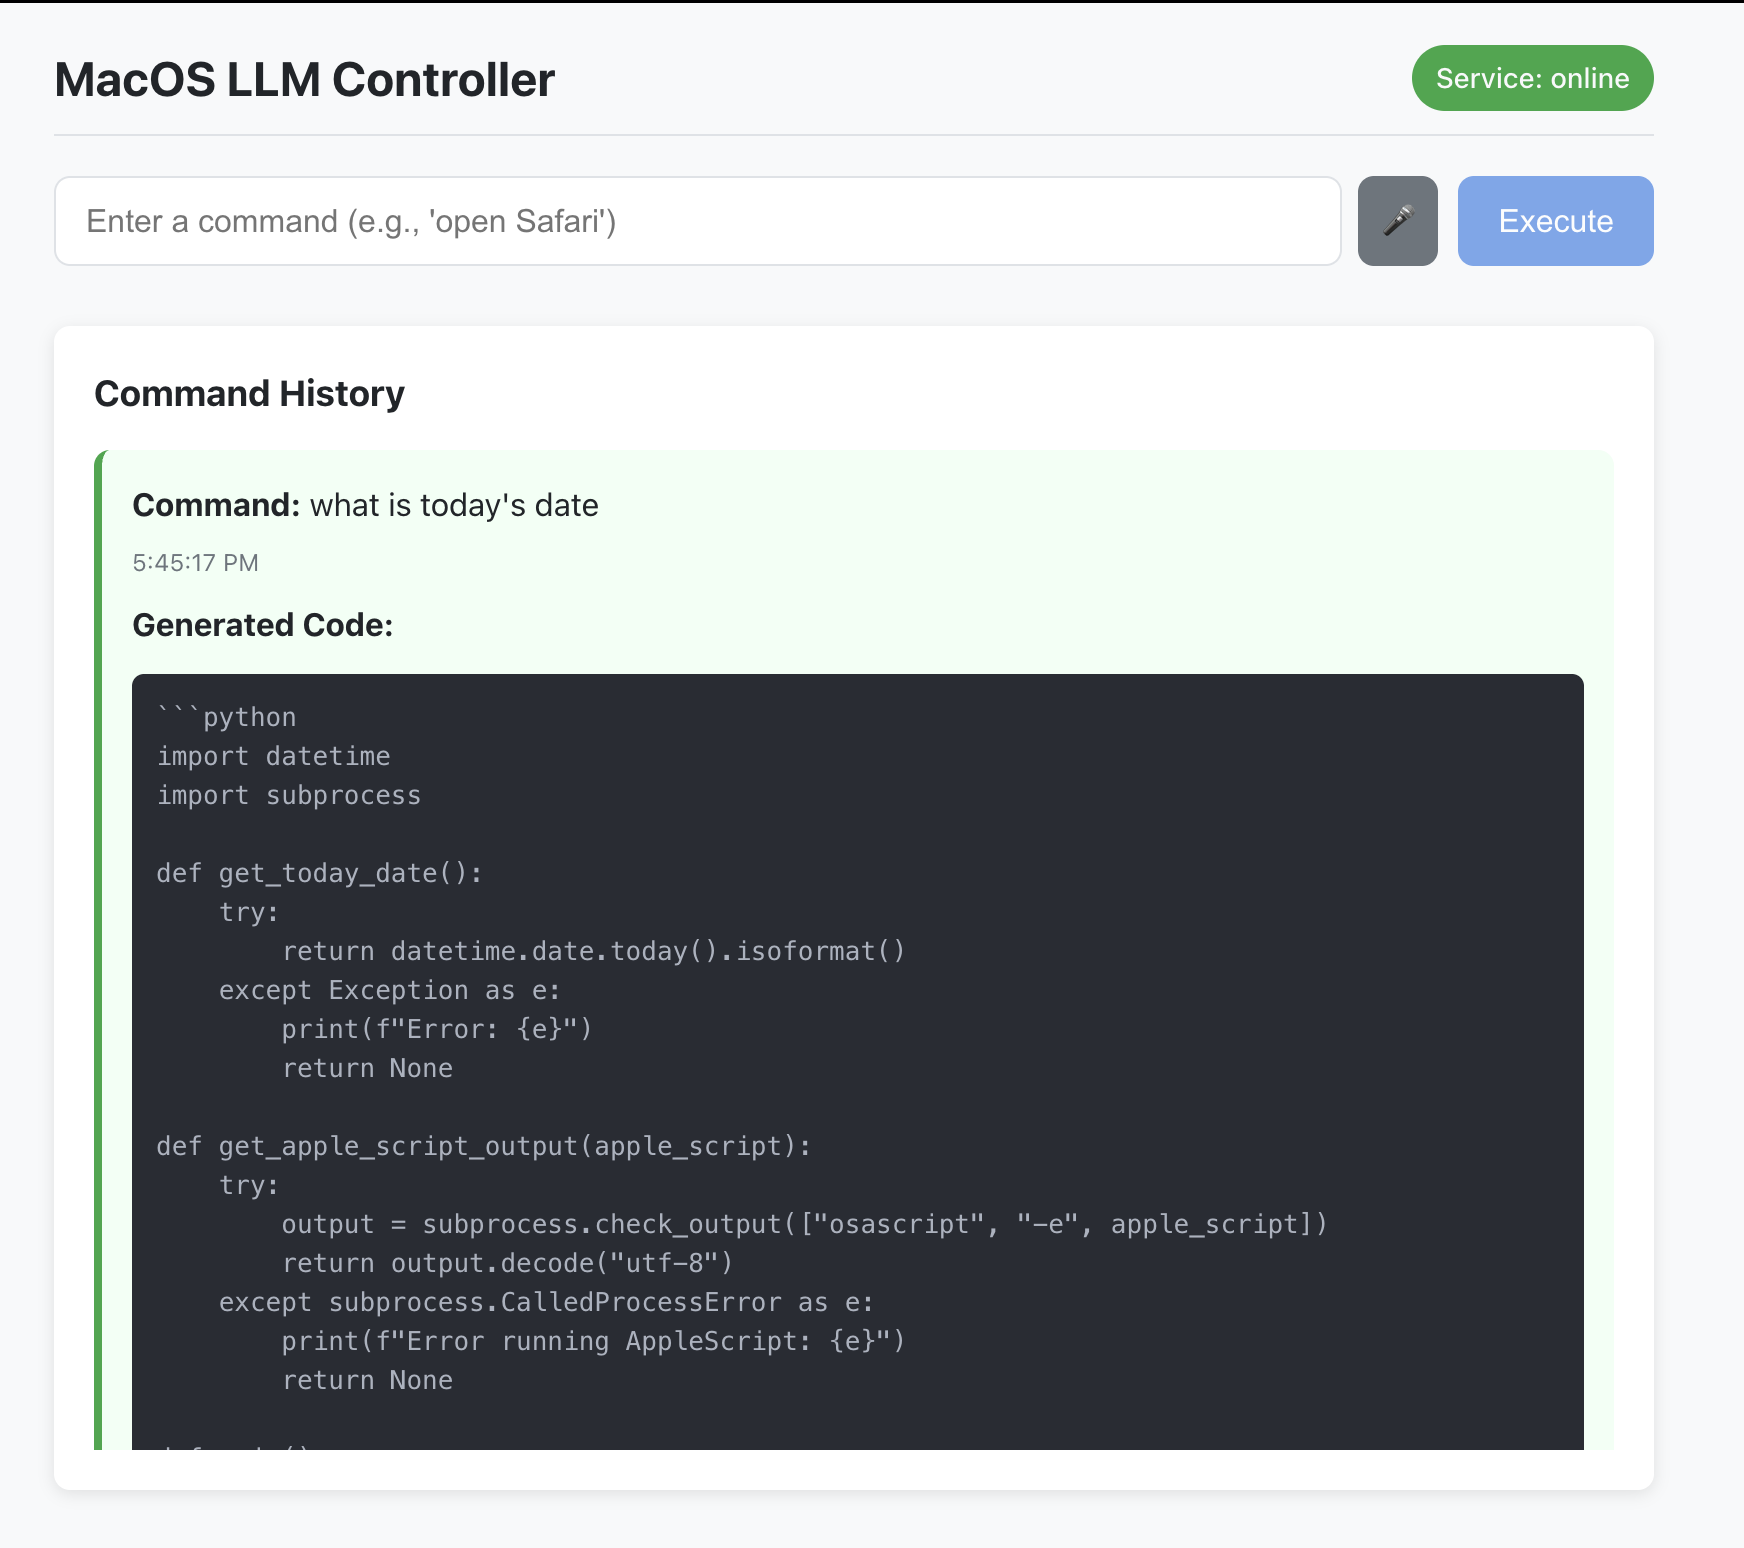 MacOS LLM Controller
Service: online
Enter a command (e.g., 'open Safari')
Execute
Command History
Command: what is today's date
5:45:17 PM
Generated Code:
```python
import datetime
import subprocess

def get_today_date():
    try:
        return datetime.date.today().isoformat()
    except Exception as e:
        print(f"Error: {e}")
        return None

def get_apple_script_output(apple_script):
    try:
        output = subprocess.check_output(["osascript", "-e", apple_script])
        return output.decode("utf-8")
    except subprocess.CalledProcessError as e:
        print(f"Error running AppleScript: {e}")
        return None